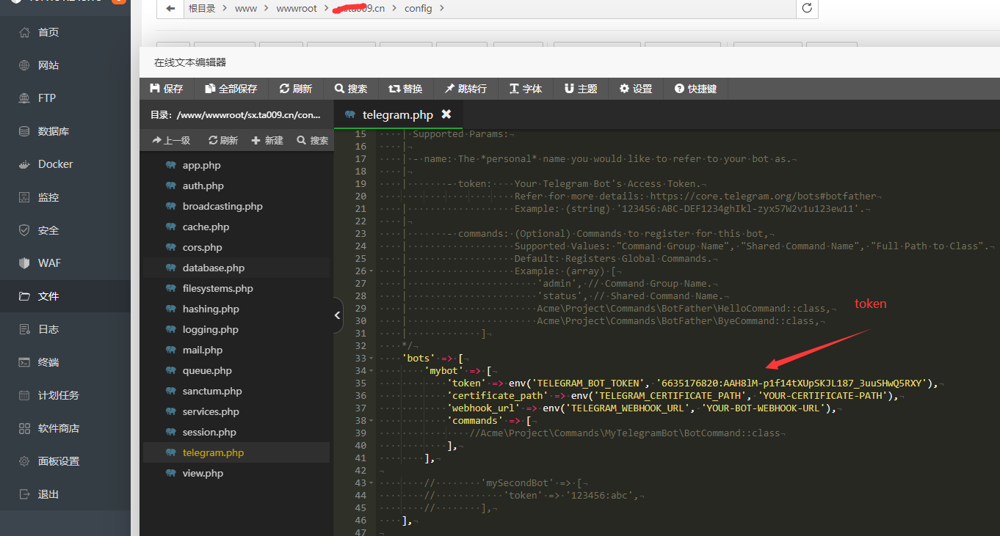 根目录 > www > wwwroot > 09.cn > config >
首页
网站
FTP
数据库
Docker
监控
安全
WAF
文件
日志
终端
计划任务
软件商店
面板设置
退出
在线文本编辑器
保存 全部保存 刷新 搜索 替换 跳转行 字体 主题 设置 快捷键
目录: /www/wwwroot/sx.ta009.cn/con...
telegram.php
上一级 刷新 新建 搜索
app.php
auth.php
broadcasting.php
cache.php
cors.php
database.php
filesystems.php
hashing.php
logging.php
mail.php
queue.php
sanctum.php
services.php
session.php
telegram.php
view.php
15 | Supported Params:
16 |
17 | - name: The *personal* name you would like to refer to your bot as.
18 |
19 | - token: Your Telegram Bot's Access Token.
20 | Refer for more details: https://core.telegram.org/bots#botfather
21 | Example: (string) '123456:ABC-DEF1234ghIkl-zyx57W2v1u123ew11'.
22 |
23 | - commands: (Optional) Commands to register for this bot,
24 | Supported Values: "Command Group Name", "Shared Command Name", "Full Path to Class".
25 | Default: Registers Global Commands.
26 | Example: (array) [
27 | 'admin', // Command Group Name.
28 | 'status', // Shared Command Name.
29 | Acme\Project\Commands\BotFather\HelloCommand::class,
30 | Acme\Project\Commands\BotFather\ByeCommand::class,
31 | ]
32 */
33 'bots' => [
34 'mybot' => [
35 'token' => env('TELEGRAM_BOT_TOKEN', '6635176820:AAH8lM-p1f14tXUpSKJL187_3uuSHwQ5RXY'),
36 'certificate_path' => env('TELEGRAM_CERTIFICATE_PATH', 'YOUR-CERTIFICATE-PATH'),
37 'webhook_url' => env('TELEGRAM_WEBHOOK_URL', 'YOUR-BOT-WEBHOOK-URL'),
38 'commands' => [
39 //Acme\Project\Commands\MyTelegramBot\BotCommand::class
40 ],
41 ],
42
43 // 'mySecondBot' => [
44 // 'token' => '123456:abc',
45 // ],
46 ],
47
token